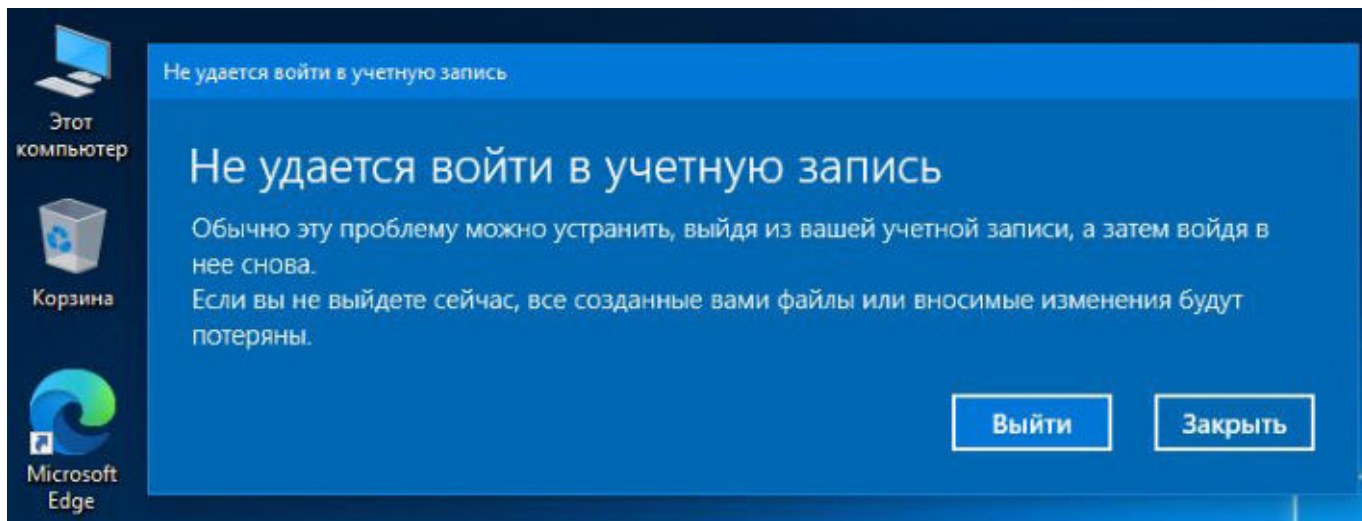 Этот
компьютер
Корзина
Microsoft
Edge
Не удается войти в учетную запись
Не удается войти в учетную запись
Обычно эту проблему можно устранить, выйдя из вашей учетной записи, а затем войдя в
нее снова.
Если вы не выйдете сейчас, все созданные вами файлы или вносимые изменения будут
потеряны.
Выйти
Закрыть